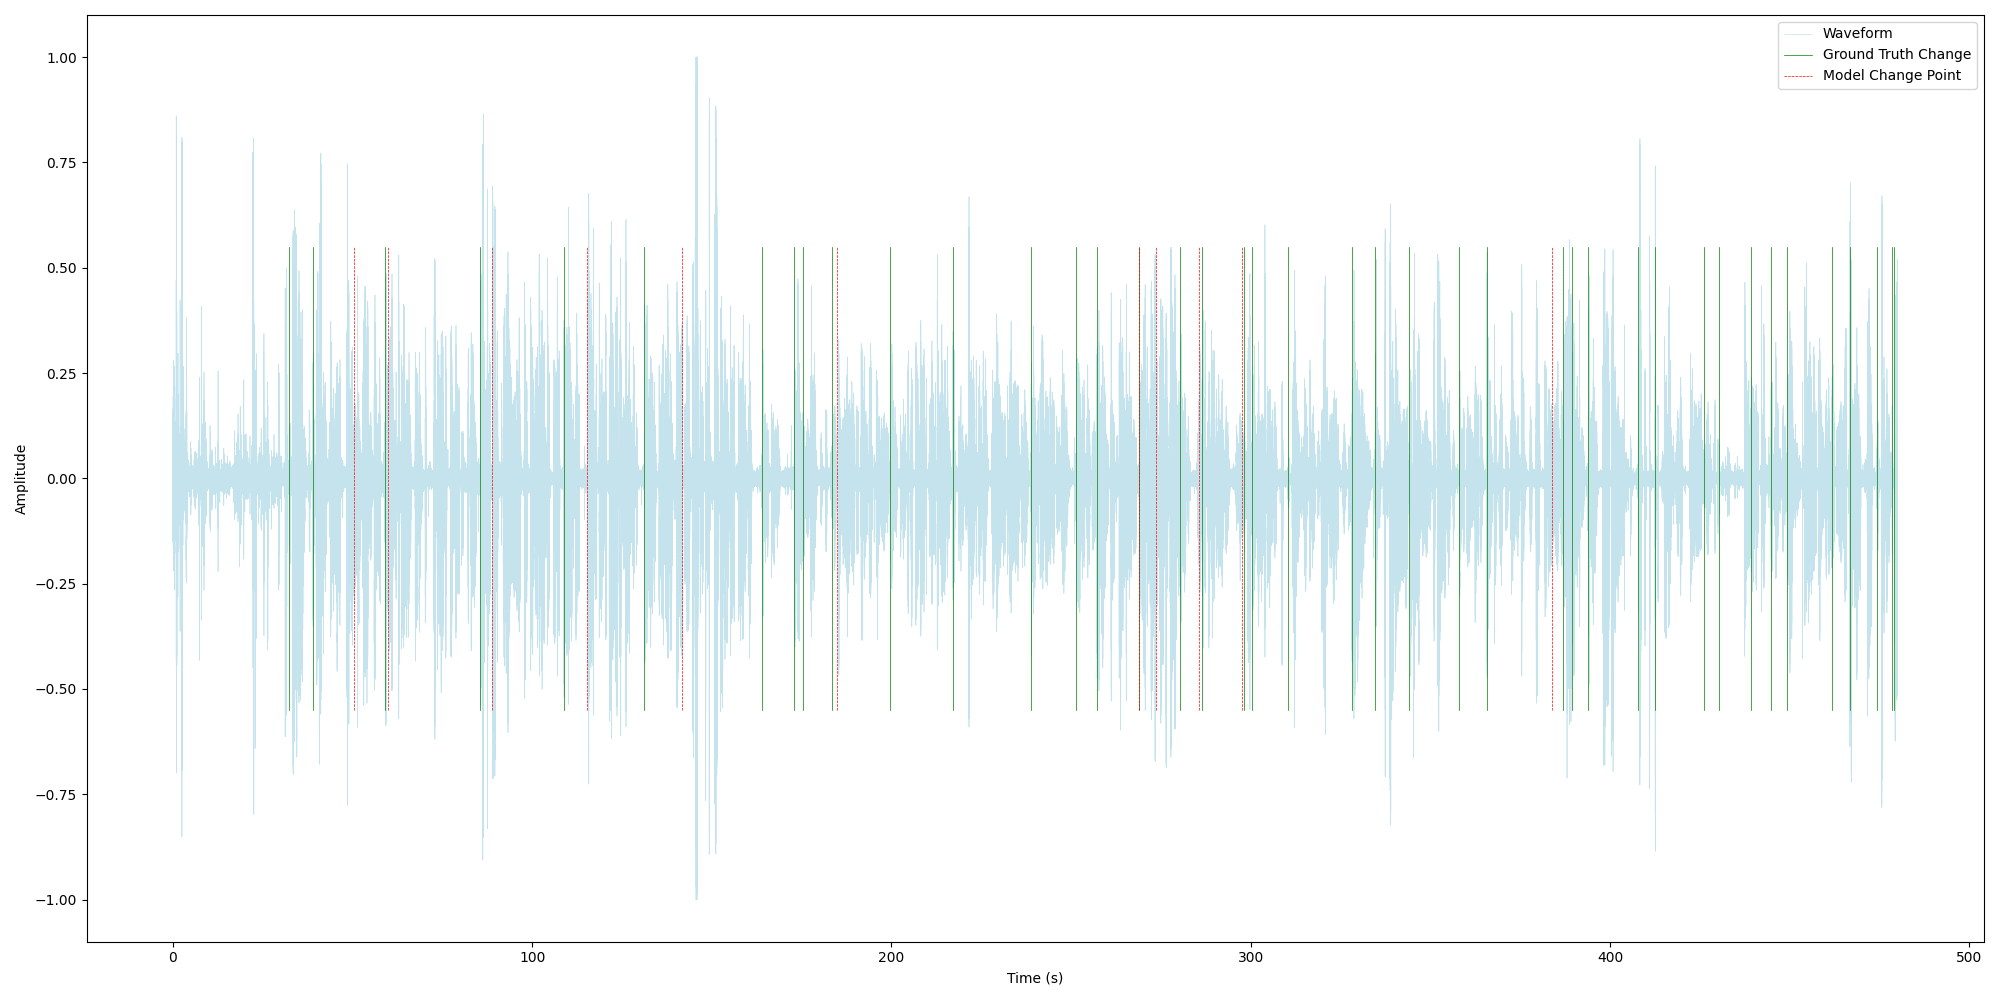 Waveform
Ground Truth Change
Model Change Point
1.00
0.75
0.50
0.25
0.00
−0.25
−0.50
−0.75
−1.00
Amplitude
0 100 200 300 400 500
Time (s)